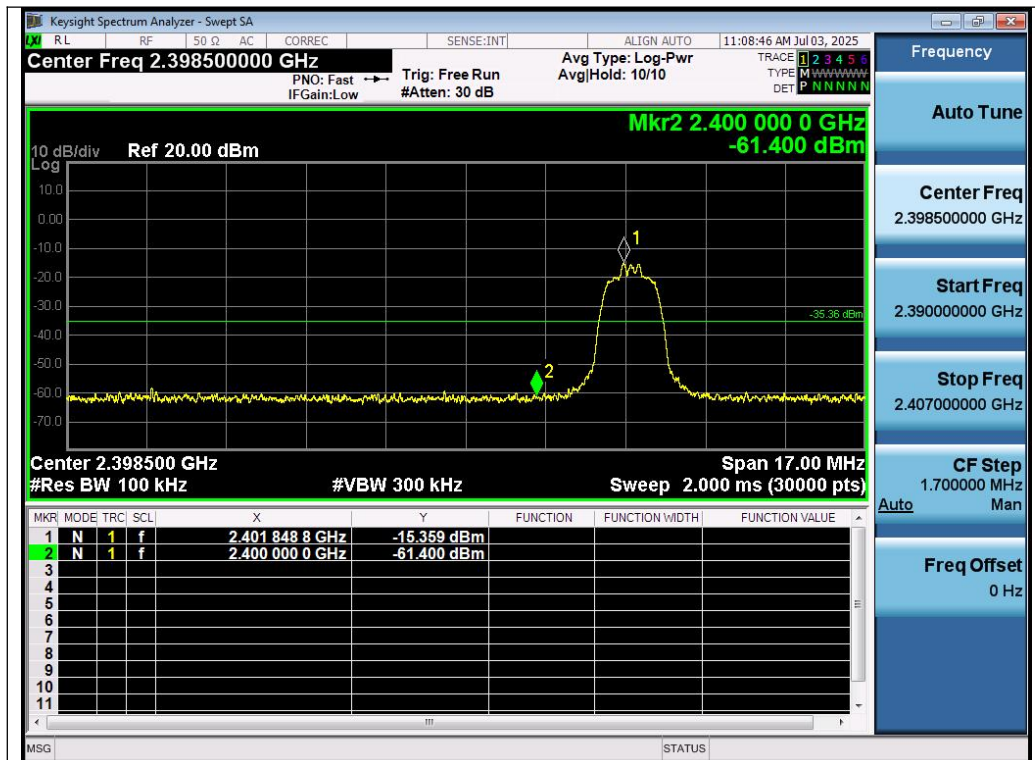 Keysight Spectrum Analyzer - Swept SA
LXI RL RF 50 Ω AC CORREC SENSE:INT ALIGN AUTO 11:08:46 AM Jul 03, 2025
Center Freq 2.398500000 GHz
PNO: Fast
IFGain:Low
Trig: Free Run
#Atten: 30 dB
Avg Type: Log-Pwr
Avg|Hold: 10/10
TRACE 1 2 3 4 5 6
TYPE M WWWWW
DET P N N N N N
Mkr2 2.400 000 0 GHz
-61.400 dBm
10 dB/div Ref 20.00 dBm
Log
10.0
0.00
-10.0
-20.0
-30.0
-40.0
-50.0
-60.0
-70.0
1
2
-35.36 dBm
Center 2.398500 GHz Span 17.00 MHz
#Res BW 100 kHz #VBW 300 kHz Sweep 2.000 ms (30000 pts)
MKR MODE TRC SCL X Y FUNCTION FUNCTION WIDTH FUNCTION VALUE
1 N 1 f 2.401 848 8 GHz -15.359 dBm
2 N 1 f 2.400 000 0 GHz -61.400 dBm
3
4
5
6
7
8
9
10
11
MSG STATUS
Frequency
Auto Tune
Center Freq
2.398500000 GHz
Start Freq
2.390000000 GHz
Stop Freq
2.407000000 GHz
CF Step
1.700000 MHz
Auto Man
Freq Offset
0 Hz